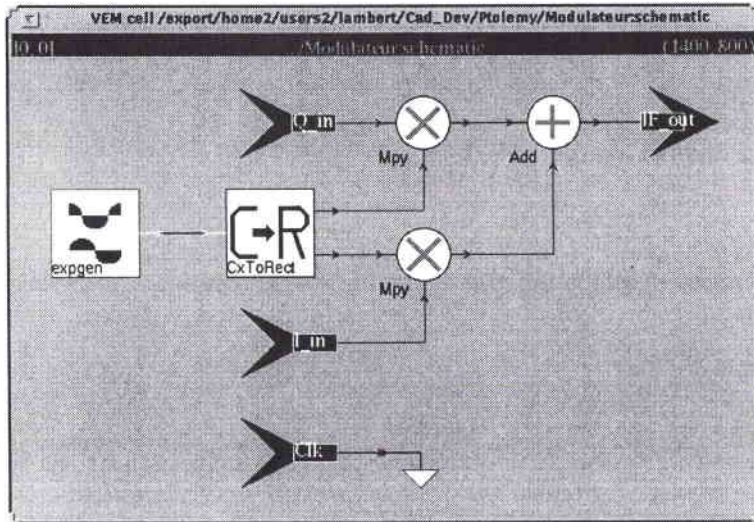 VEM cell /export/home2/users2/lambert/Cad_Dev/Ptolemy/Modulateur:schematic
[0, 0] ./Modulateur:schematic (1400, 800)
Q_in
IF_out
Mpy
Add
C→R
expgen
CxToRect
Mpy
I_in
Clk